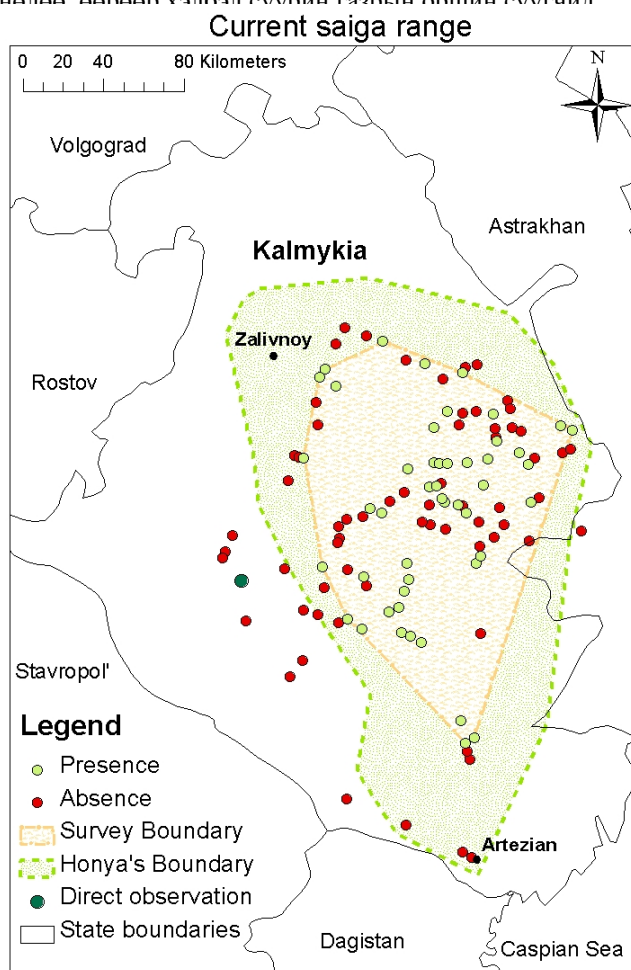 Current saiga range
0 20 40 80 Kilometers
N
Volgograd
Astrakhan
Kalmykia
Zalivnoy
Rostov
Stavropol'
Legend
Presence
Absence
Survey Boundary
Honya's Boundary
Direct observation
State boundaries
Artezian
Dagistan
Caspian Sea